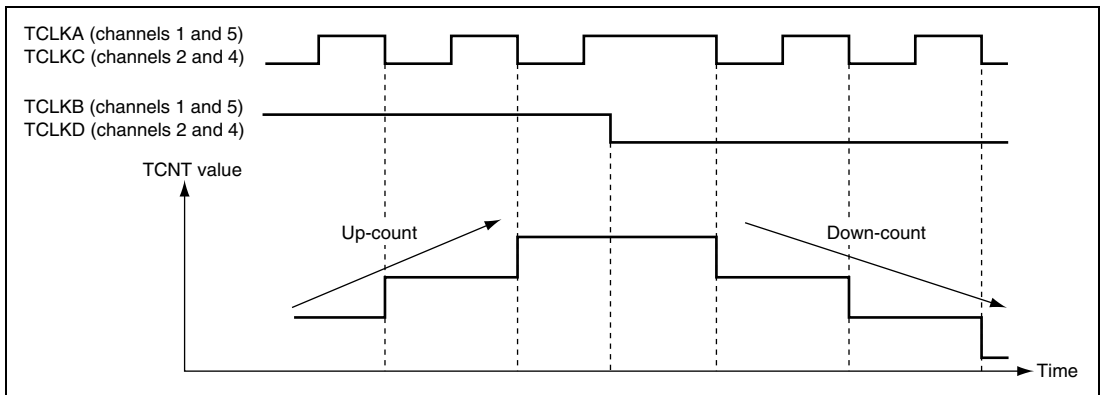 TCLKA (channels 1 and 5)
TCLKC (channels 2 and 4)
TCLKB (channels 1 and 5)
TCLKD (channels 2 and 4)
TCNT value
Up-count
Down-count
Time